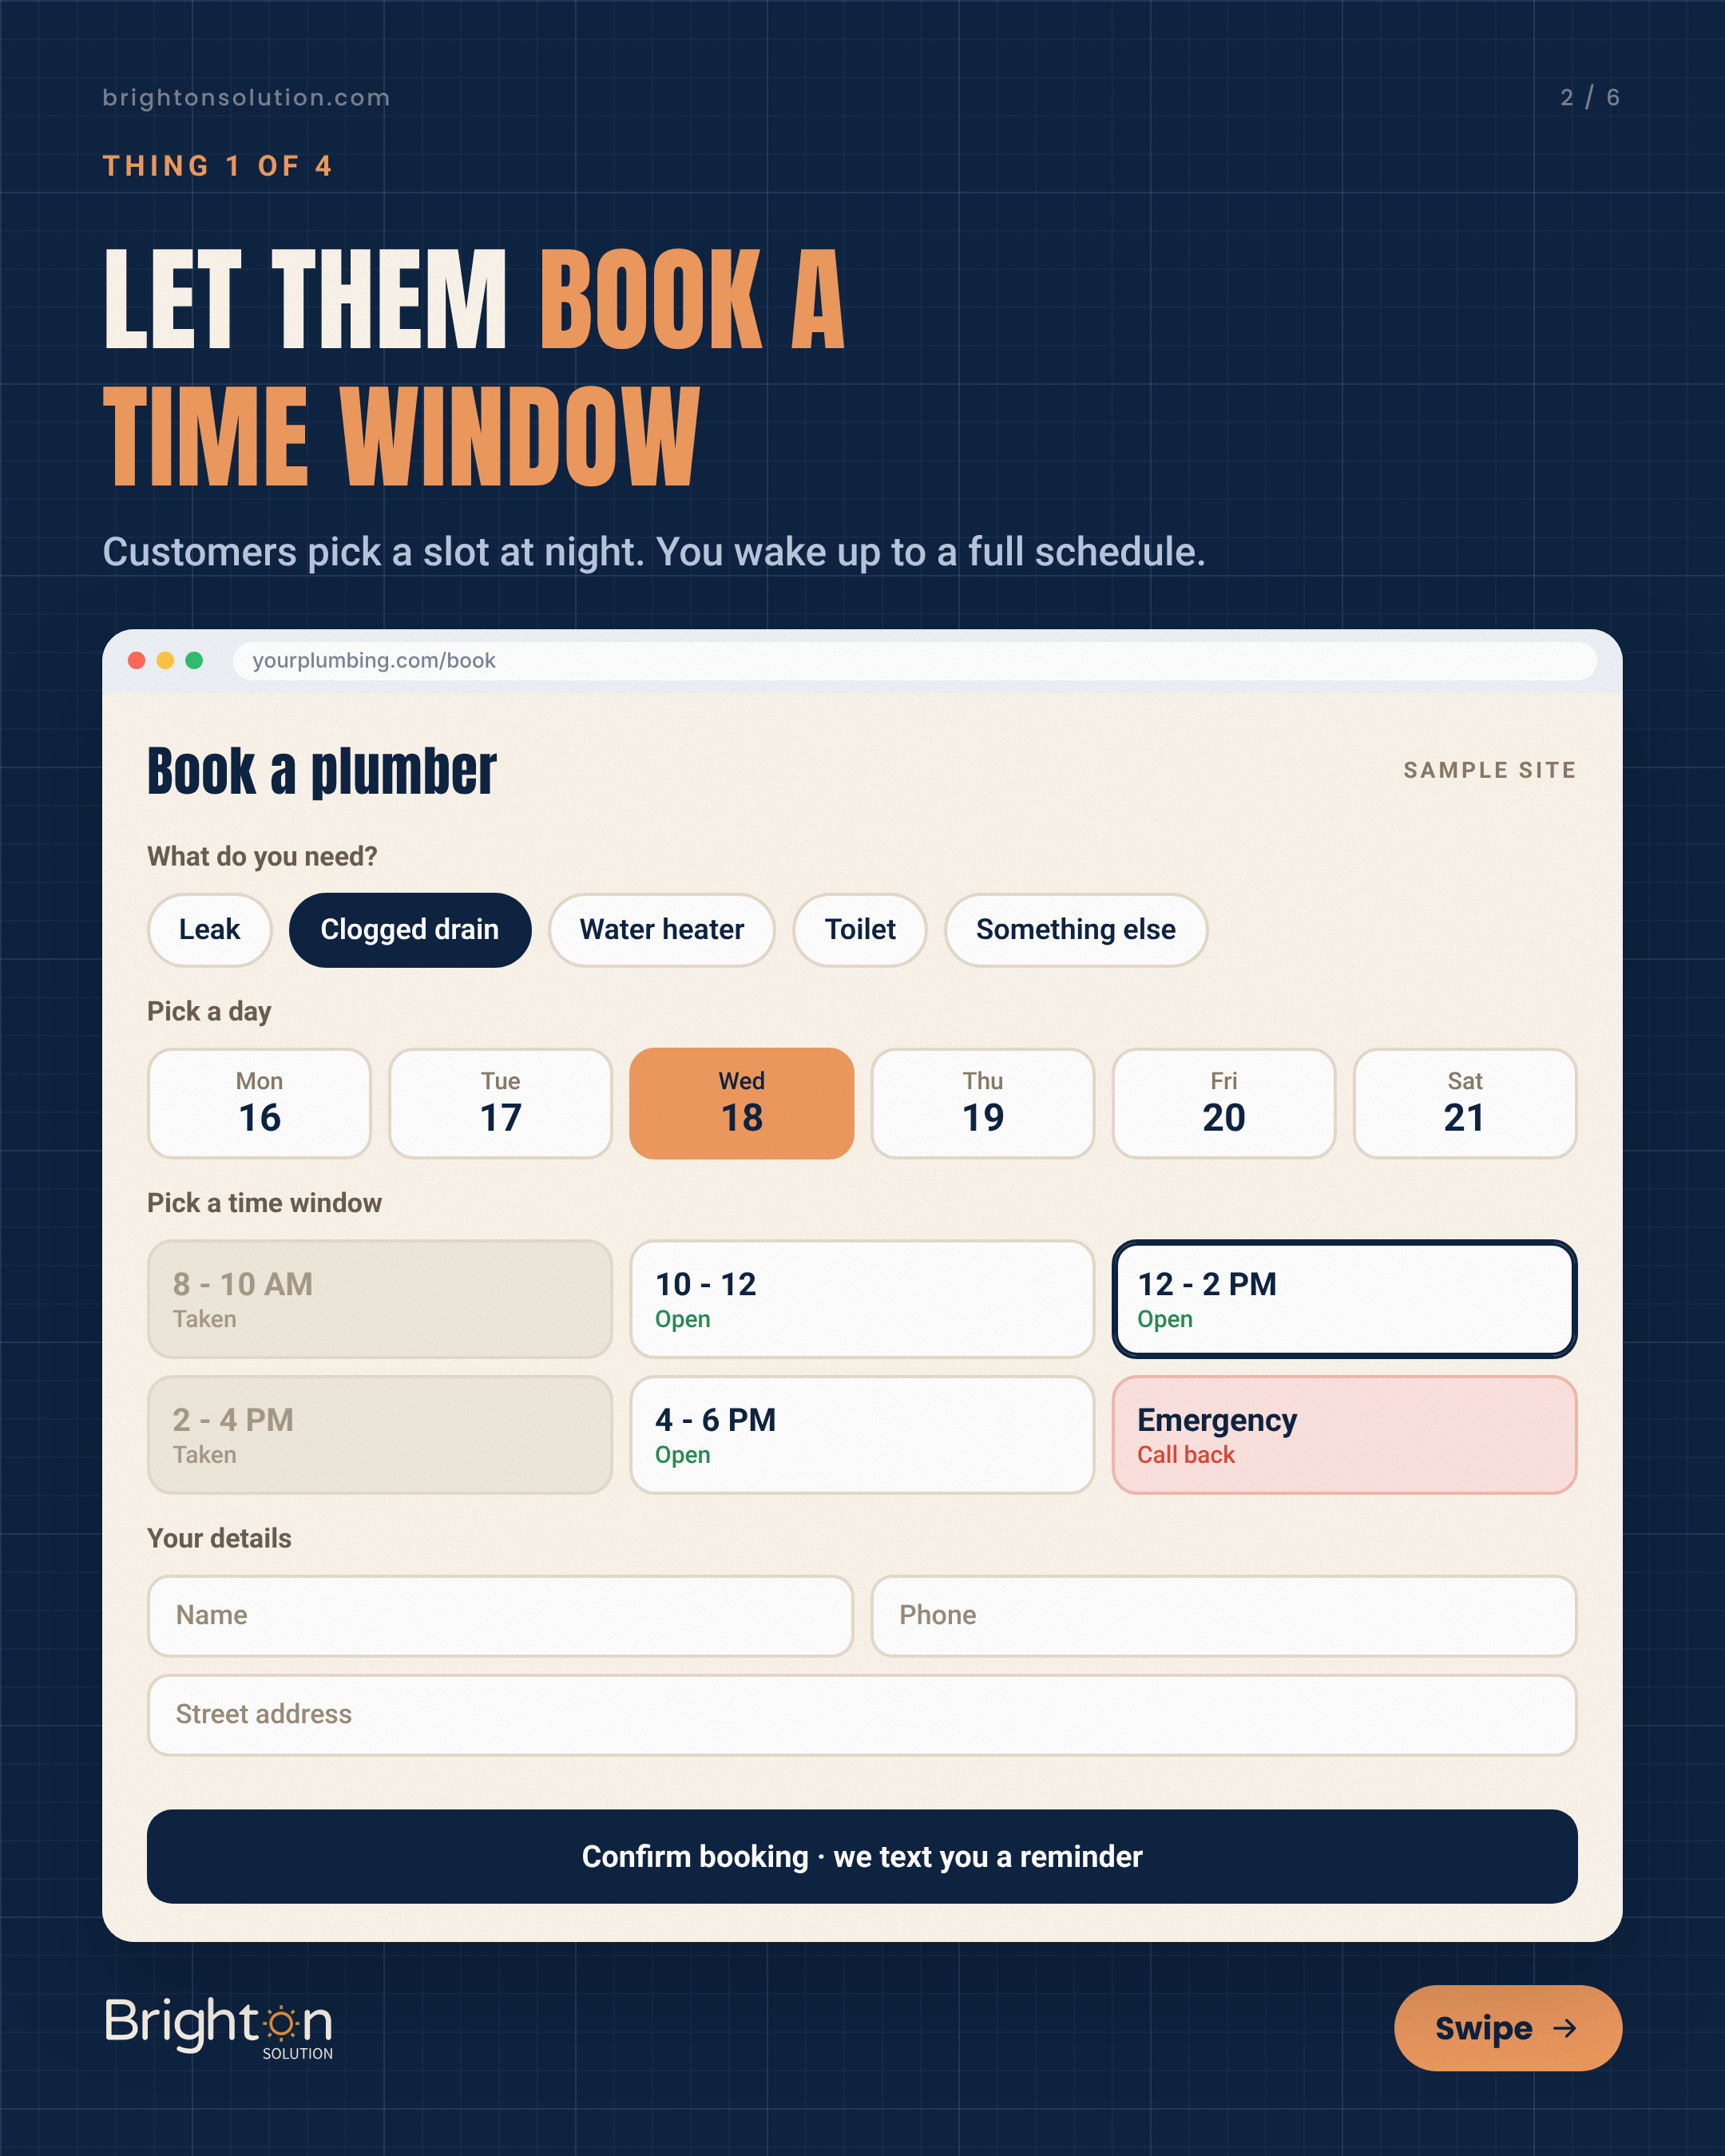 brightonsolution.com 2 / 6
THING 1 OF 4
LET THEM BOOK A
TIME WINDOW
Customers pick a slot at night. You wake up to a full schedule.
yourplumbing.com/book
Book a plumber SAMPLE SITE
What do you need?
Leak Clogged drain Water heater Toilet Something else
Pick a day
Mon Tue Wed Thu Fri Sat
16 17 18 19 20 21
Pick a time window
8 - 10 AM 10 - 12 12 - 2 PM
Taken Open Open
2 - 4 PM 4 - 6 PM Emergency
Taken Open Call back
Your details
Name Phone
Street address
Confirm booking · we text you a reminder
Brighton Swipe →
SOLUTION